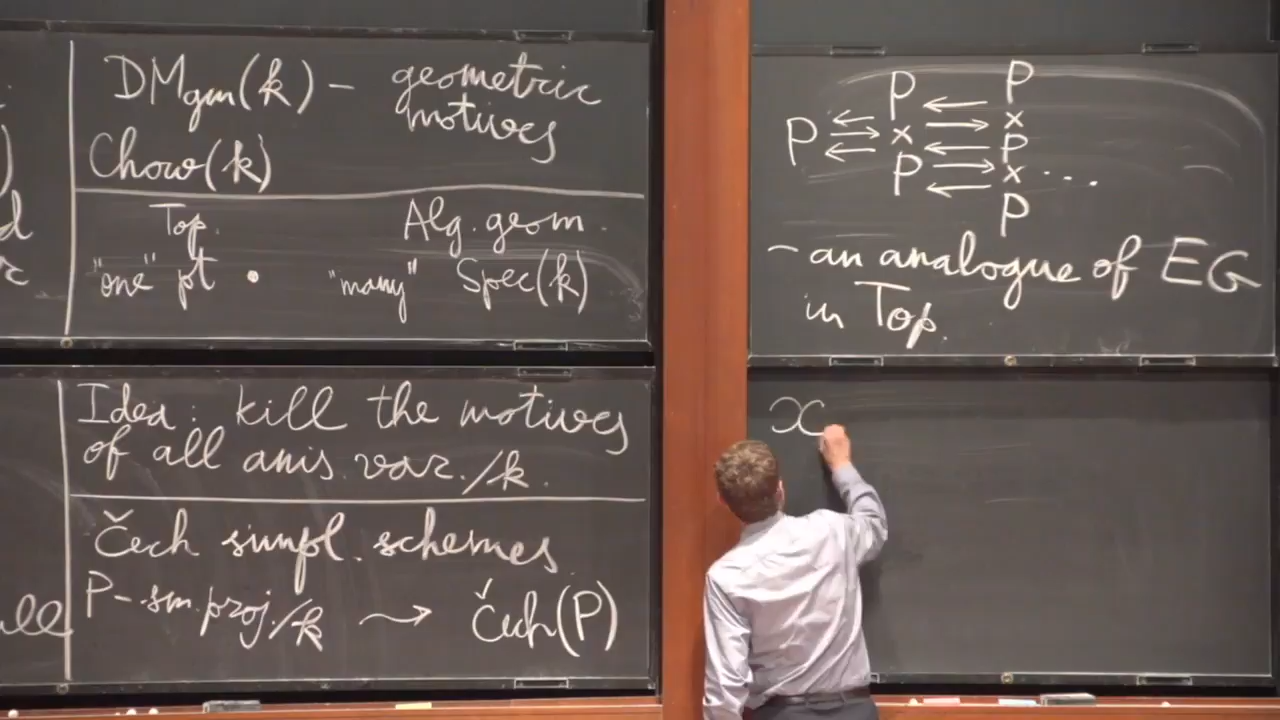 DMgm(k) – geometric
motives
Chow(k)
Top. Alg. geom.
"one" pt • "many" Spec(k)
Idea: kill the motives
of all anis. var. /k.
Čech simpl. schemes
P – sm. proj. /k ⇝ Čech(P)
P ⇆ P × P ⇆ P × P × P ...
– an analogue of EG
in Top.
X